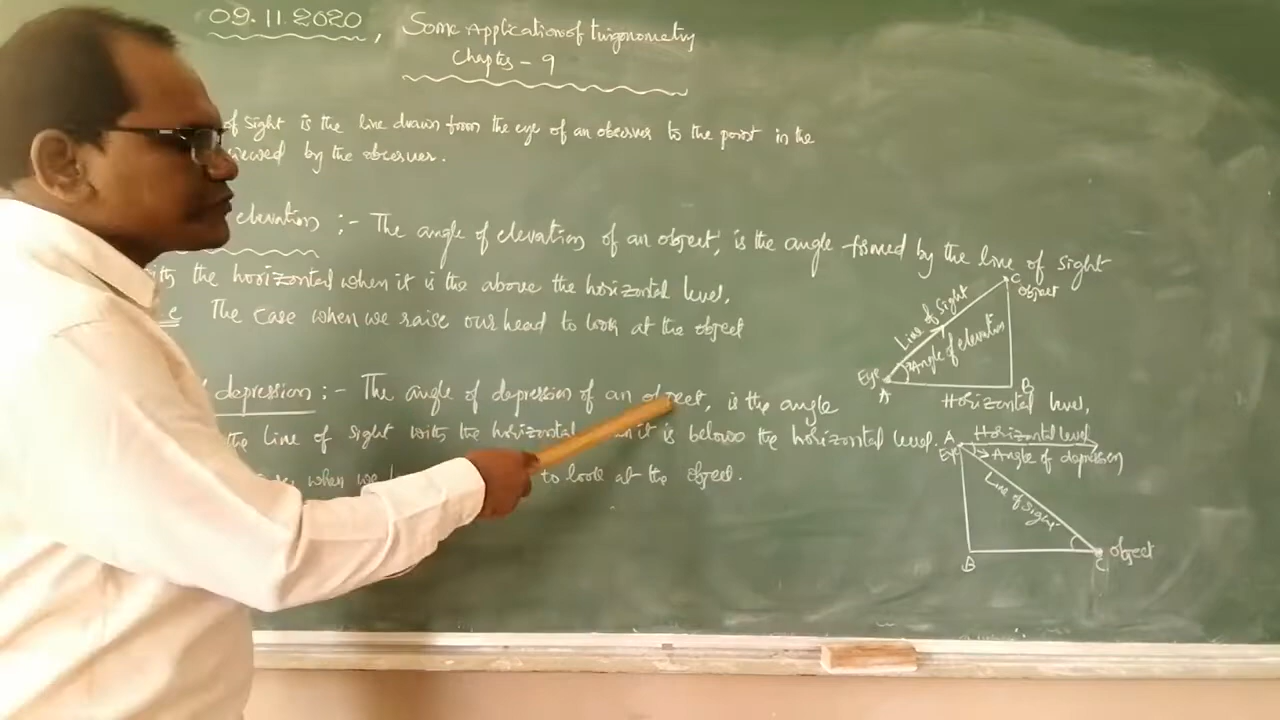 09.11.2020, Some Application of trigonometry
Chapter - 9
of sight is the line drawn from the eye of an observer to the point in the
viewed by the observer.
elevation :- The angle of elevation of an object, is the angle formed by the line of sight
with the horizontal when it is the above the horizontal level,
The case when we raise our head to look at the object
depression :- The angle of depression of an object, is the angle
the line of sight with the horizontal it is below the horizontal level.
when we to look at the object.
C
Object
Line of Sight
Angle of elevation
Eye
A
B
Horizontal level,
A
Horizontal level
Eye
Angle of depression
Line of Sight
B
C
object